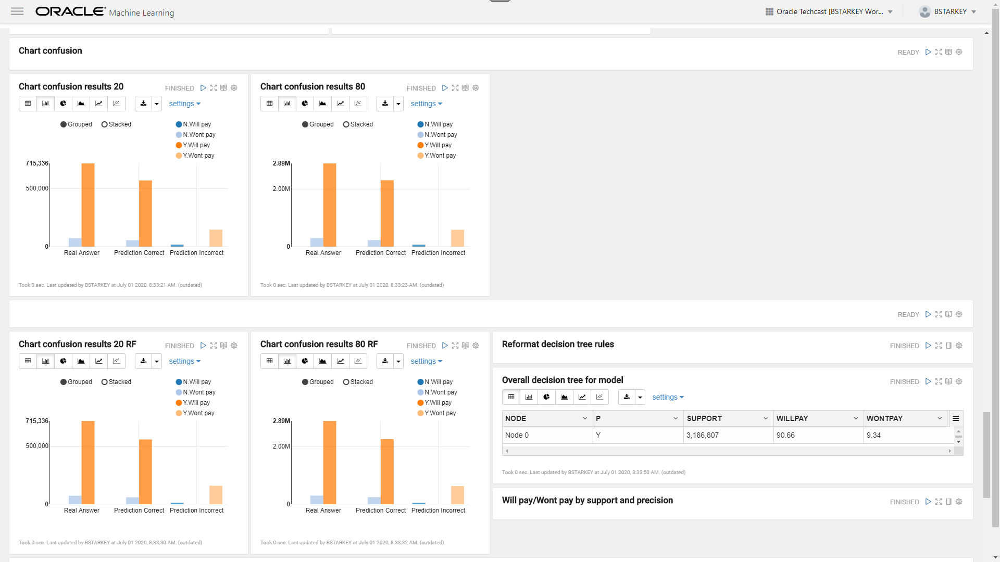 ORACLE Machine Learning
Oracle Techcast [BSTARKEY Wor...
BSTARKEY
Chart confusion
READY
Chart confusion results 20
FINISHED
settings
Grouped
Stacked
N.Will pay
N.Wont pay
Y.Will pay
Y.Wont pay
715,336
500,000
0
Real Answer
Prediction Correct
Prediction Incorrect
Took 0 sec. Last updated by BSTARKEY at July 01 2020, 8:33:21 AM. (outdated)
Chart confusion results 80
FINISHED
settings
Grouped
Stacked
N.Will pay
N.Wont pay
Y.Will pay
Y.Wont pay
2.89M
2.00M
0
Real Answer
Prediction Correct
Prediction Incorrect
Took 0 sec. Last updated by BSTARKEY at July 01 2020, 8:33:23 AM. (outdated)
READY
Chart confusion results 20 RF
FINISHED
settings
Grouped
Stacked
N.Will pay
N.Wont pay
Y.Will pay
Y.Wont pay
715,336
500,000
0
Real Answer
Prediction Correct
Prediction Incorrect
Took 0 sec. Last updated by BSTARKEY at July 01 2020, 8:33:30 AM. (outdated)
Chart confusion results 80 RF
FINISHED
settings
Grouped
Stacked
N.Will pay
N.Wont pay
Y.Will pay
Y.Wont pay
2.89M
2.00M
0
Real Answer
Prediction Correct
Prediction Incorrect
Took 0 sec. Last updated by BSTARKEY at July 01 2020, 8:33:32 AM. (outdated)
Reformat decision tree rules
FINISHED
Overall decision tree for model
FINISHED
settings
NODE P SUPPORT WILLPAY WONTPAY
Node 0 Y 3,186,807 90.66 9.34
Took 0 sec. Last updated by BSTARKEY at July 01 2020, 8:33:50 AM. (outdated)
Will pay/Wont pay by support and precision
FINISHED